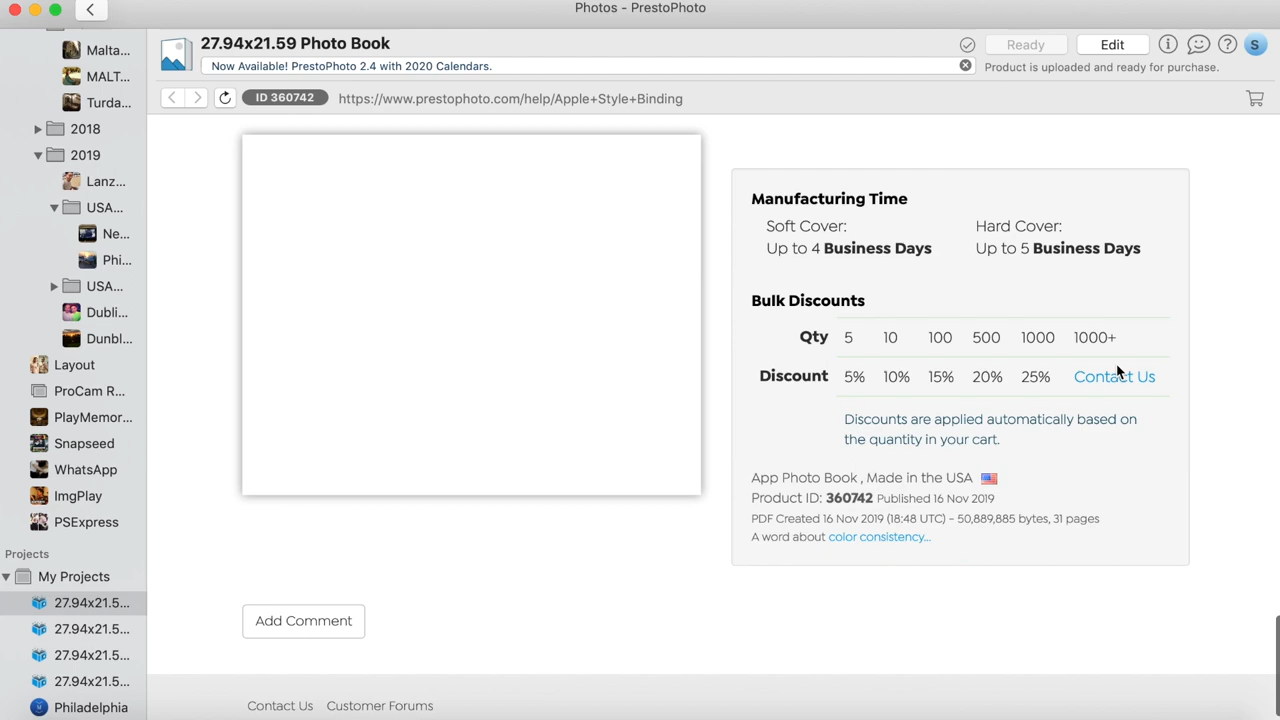 Photos - PrestoPhoto
27.94x21.59 Photo Book
Now Available! PrestoPhoto 2.4 with 2020 Calendars.
Ready
Edit
S
Product is uploaded and ready for purchase.
ID 360742
https://www.prestophoto.com/help/Apple+Style+Binding
Malta...
MALT...
Turda...
2018
2019
Lanz...
USA...
Ne...
Phi...
USA...
Dubli...
Dunbl...
Layout
ProCam R...
PlayMemor...
Snapseed
WhatsApp
ImgPlay
PSExpress
Projects
My Projects
27.94x21.5...
27.94x21.5...
27.94x21.5...
27.94x21.5...
Philadelphia
Manufacturing Time
Soft Cover: Hard Cover:
Up to 4 Business Days Up to 5 Business Days
Bulk Discounts
Qty 5 10 100 500 1000 1000+
Discount 5% 10% 15% 20% 25% Contact Us
Discounts are applied automatically based on
the quantity in your cart.
App Photo Book , Made in the USA
Product ID: 360742 Published 16 Nov 2019
PDF Created 16 Nov 2019 (18:48 UTC) - 50,889,885 bytes, 31 pages
A word about color consistency...
Add Comment
Contact Us Customer Forums